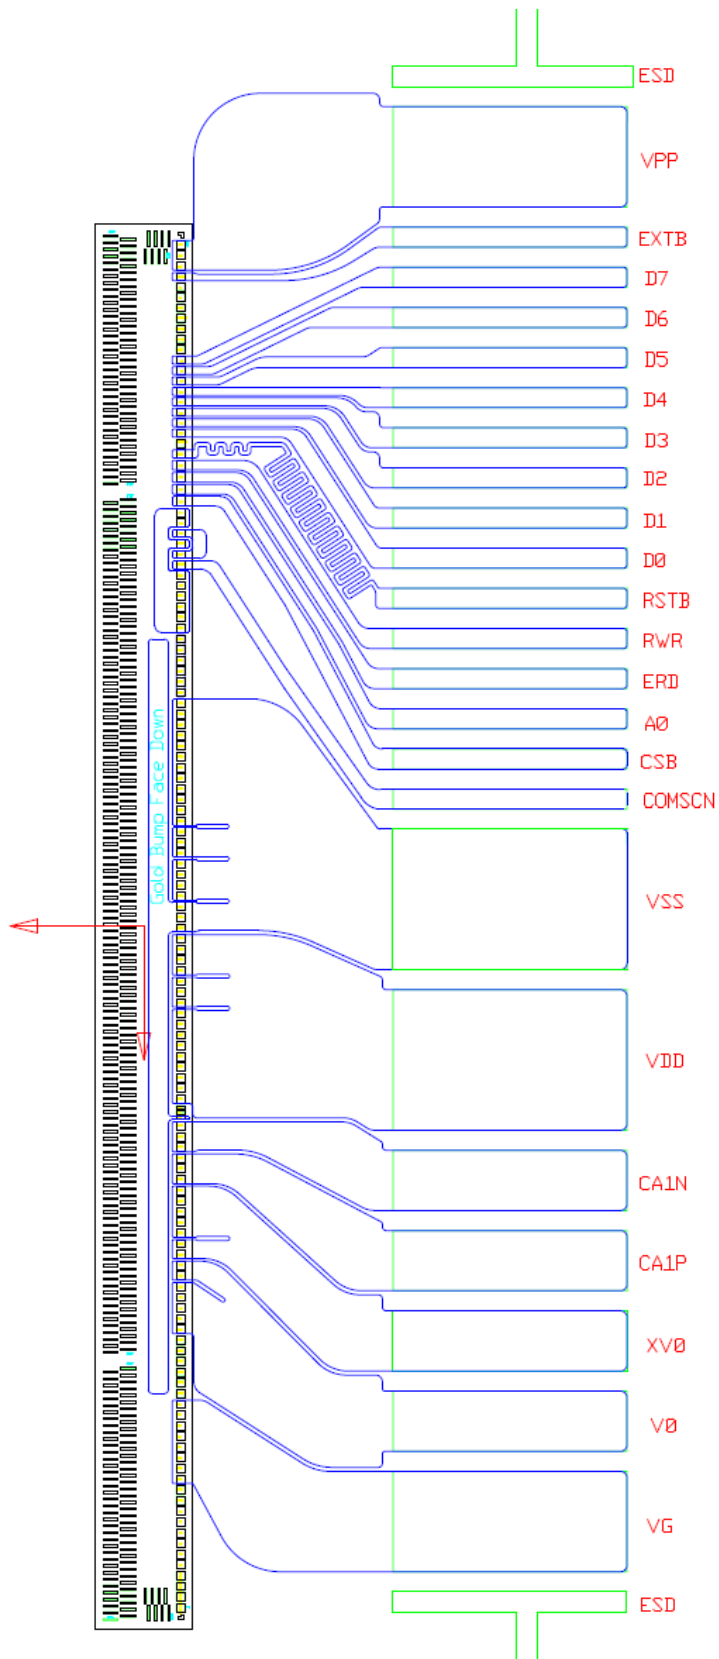 ESD
VPP
EXTB
D7
D6
D5
D4
D3
D2
D1
D0
RSTB
RWR
ERD
A0
CSB
COMSCN
Gold Bump Face Down
VSS
VDD
CA1N
CA1P
XV0
V0
VG
ESD